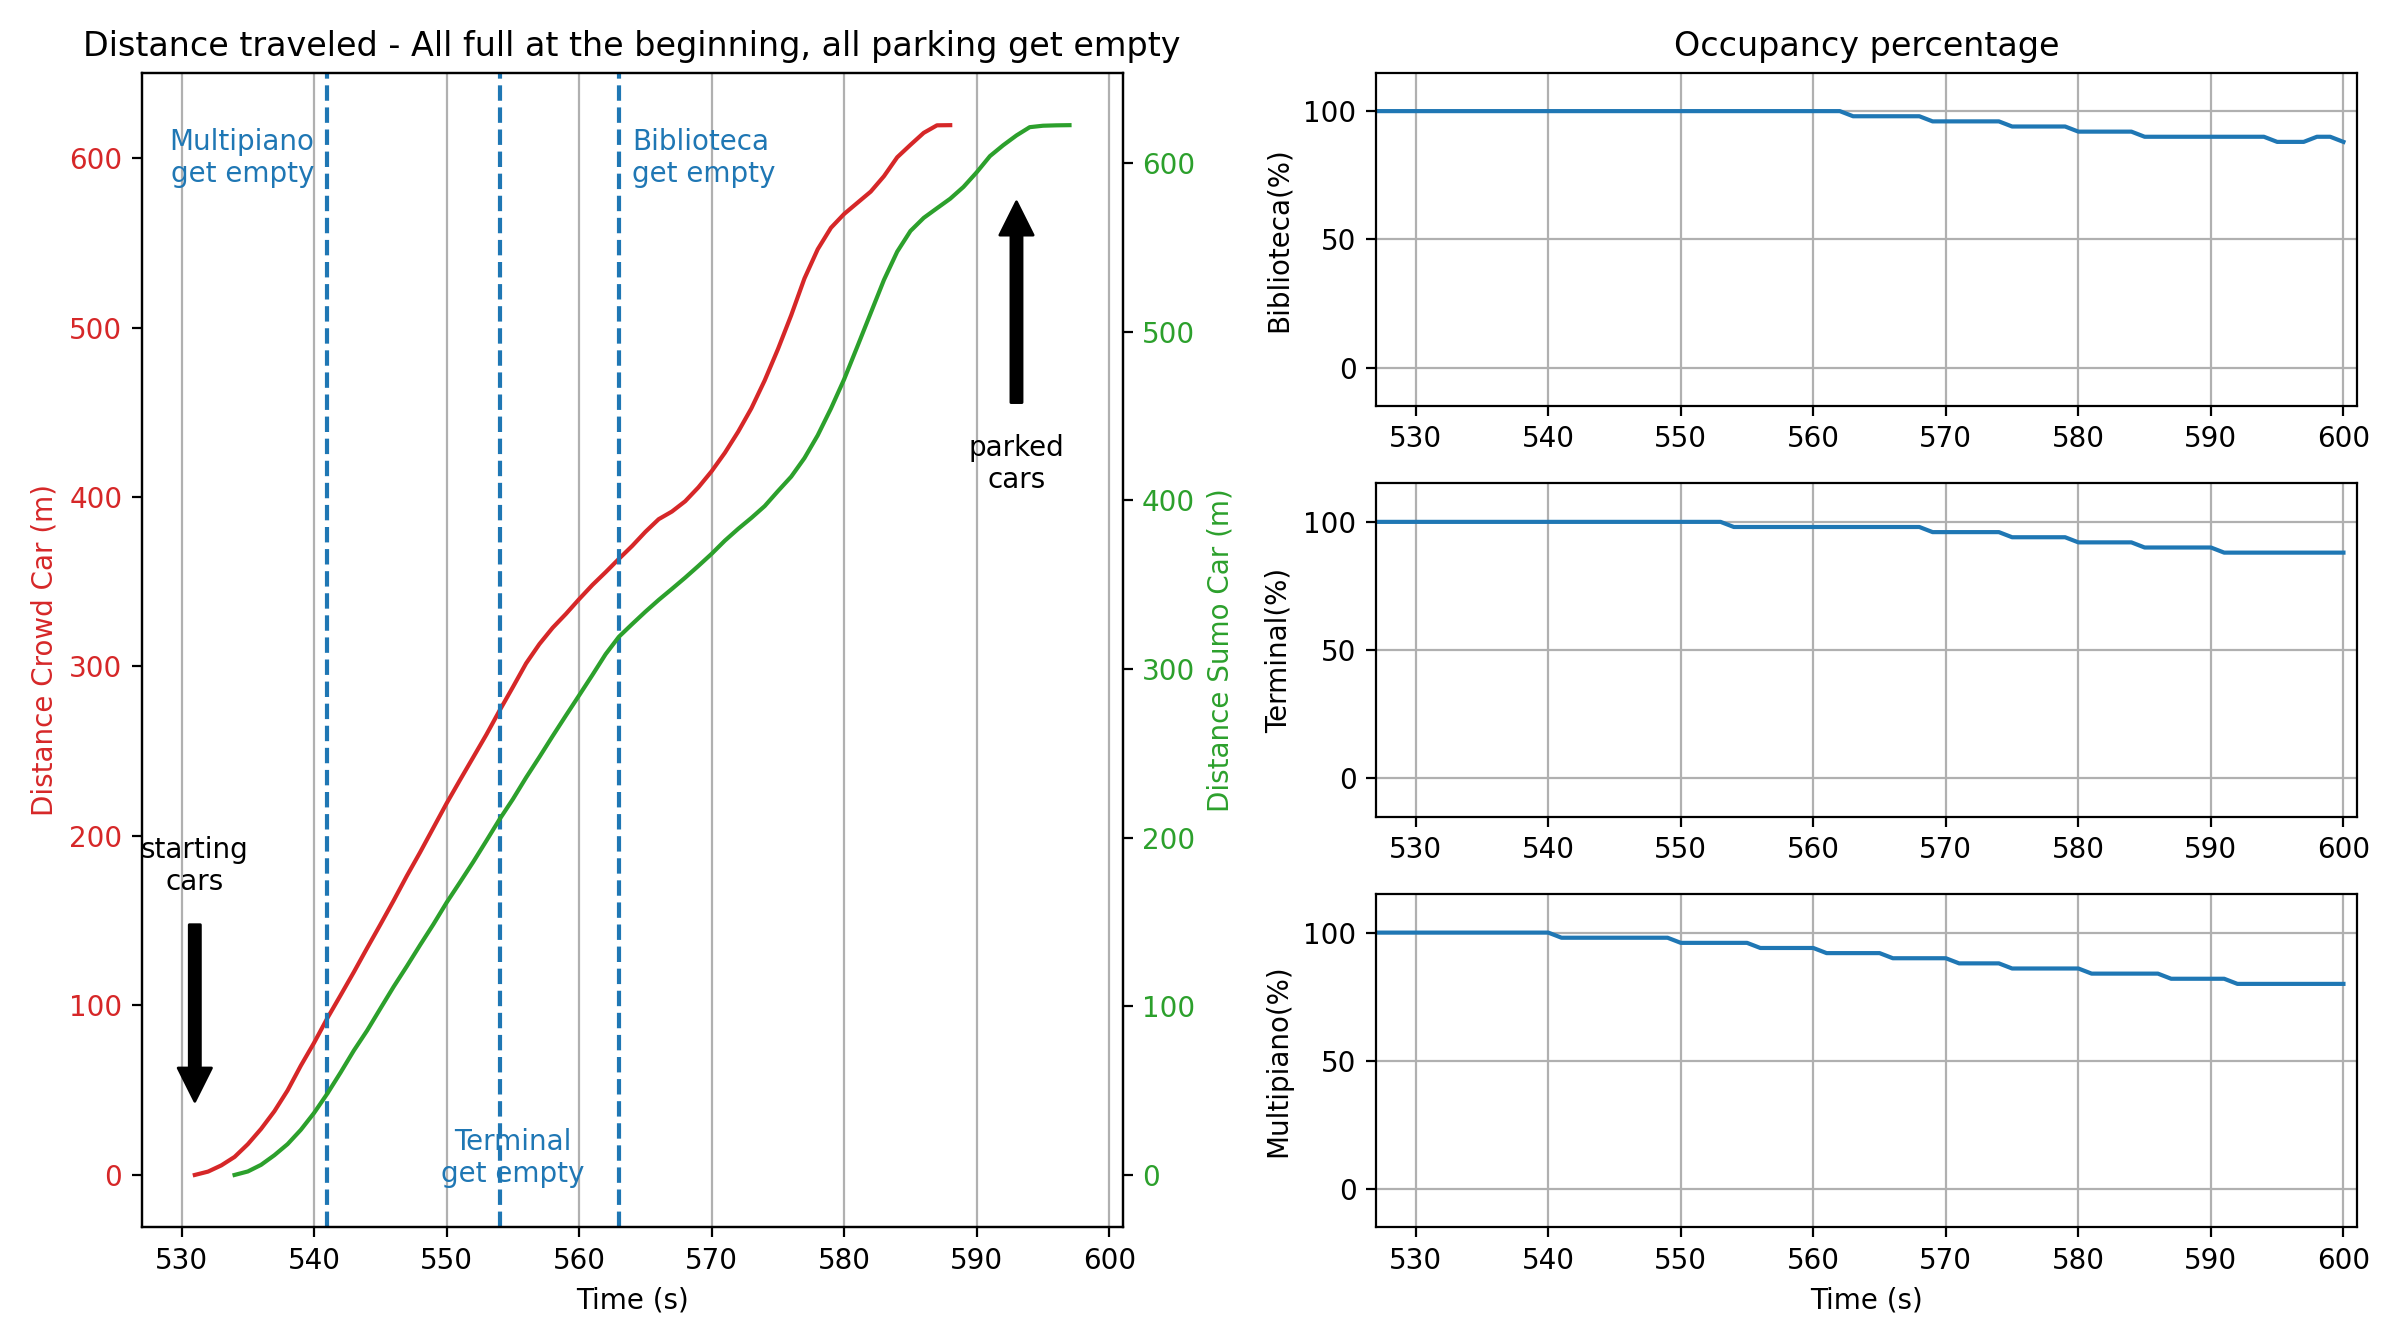 Distance traveled - All full at the beginning, all parking get empty
Multipiano
get empty
Biblioteca
get empty
parked
cars
starting
cars
Terminal
get empty
Distance Crowd Car (m)
600
500
400
300
200
100
0
Distance Sumo Car (m)
600
500
400
300
200
100
0
530 540 550 560 570 580 590 600
Time (s)
Occupancy percentage
Biblioteca(%)
100
50
0
530 540 550 560 570 580 590 600
Terminal(%)
100
50
0
530 540 550 560 570 580 590 600
Multipiano(%)
100
50
0
530 540 550 560 570 580 590 600
Time (s)